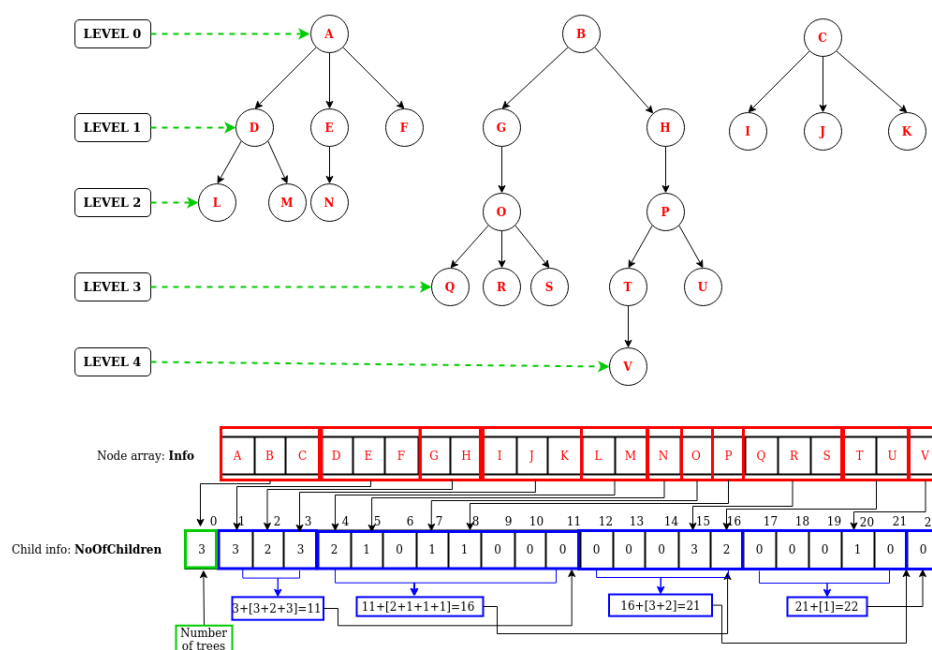 LEVEL 0 A B C
LEVEL 1 D E F G H I J K
LEVEL 2 L M N O P
LEVEL 3 Q R S T U
LEVEL 4 V
Node array: Info A B C D E F G H I J K L M N O P Q R S T U V
0 1 2 3 4 5 6 7 8 9 10 11 12 13 14 15 16 17 18 19 20 21 2
Child info: NoOfChildren 3 3 2 3 2 1 0 1 1 0 0 0 0 0 0 3 2 0 0 0 1 0 0
3+[3+2+3]=11 11+[2+1+1+1]=16 16+[3+2]=21 21+[1]=22
Number
of trees